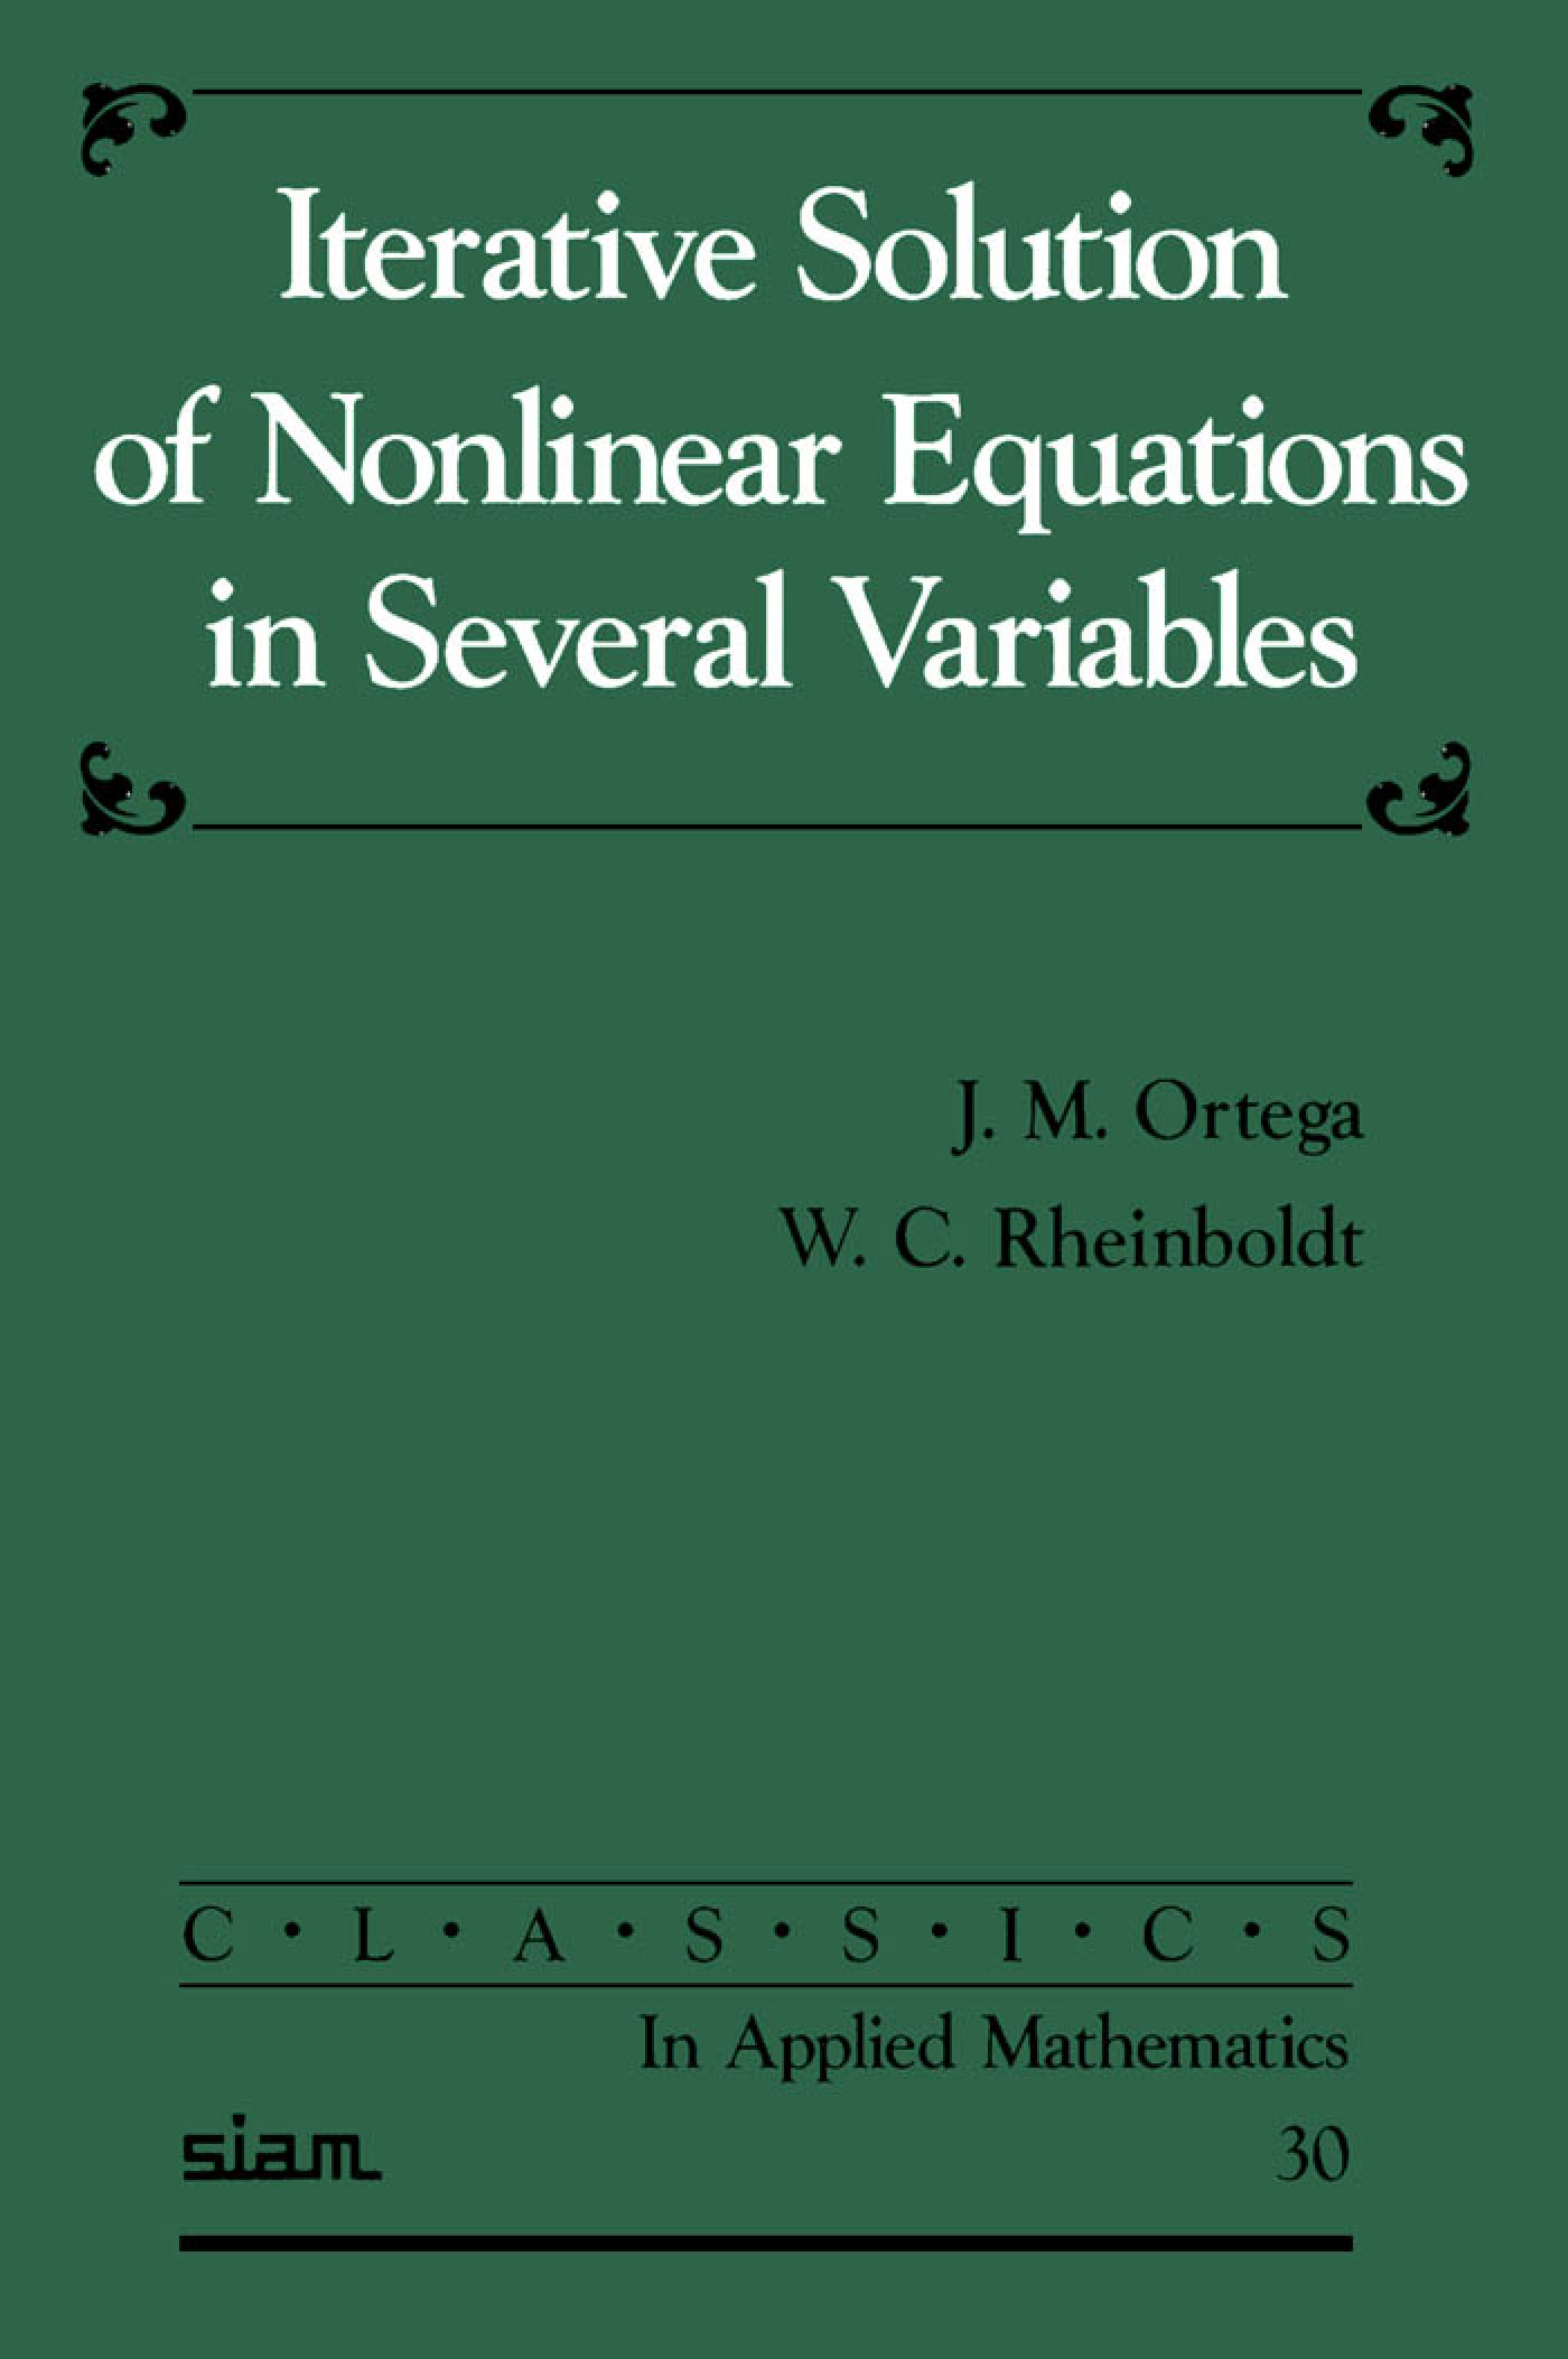 Iterative Solution
of Nonlinear Equations
in Several Variables
J. M. Ortega
W. C. Rheinboldt
C • L • A • S • S • I • C • S
In Applied Mathematics
siam
30